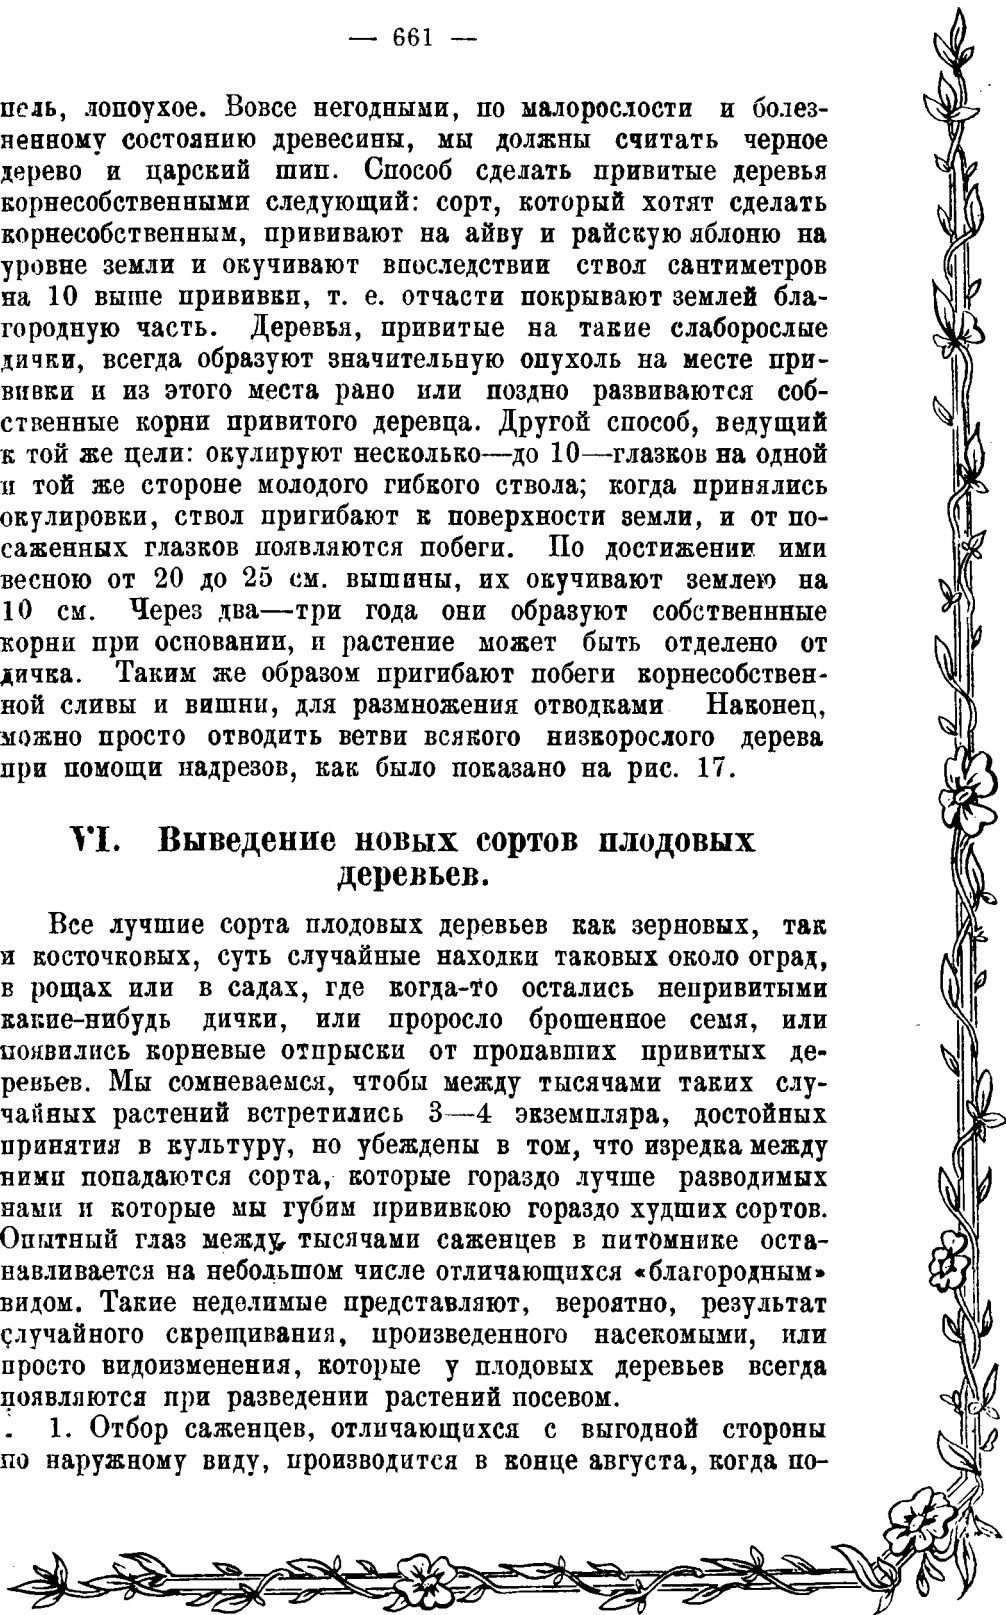 — 661 —
пель, лопоухое. Вовсе негодными, по малорослости и болез-
ненному состоянию древесины, мы должны считать черное
дерево и царский шип. Способ сделать привитые деревья
корнесобственными следующий: сорт, который хотят сделать
корнесобственным, прививают на айву и райскую яблоню на
уровне земли и окучивают впоследствии ствол сантиметров
на 10 выше прививки, т. е. отчасти покрывают землей бла-
городную часть. Деревья, привитые на такие слаборослые
дички, всегда образуют значительную опухоль на месте при-
вивки и из этого места рано или поздно развиваются соб-
ственные корни привитого деревца. Другой способ, ведущий
к той же цели: окулируют несколько—до 10—глазков на одной
и той же стороне молодого гибкого ствола; когда принялись
окулировки, ствол пригибают к поверхности земли, и от по-
саженных глазков появляются побеги. По достижении ими
весною от 20 до 25 см. вышины, их окучивают землею на
10 см. Через два—три года они образуют собственнные
корни при основании, и растение может быть отделено от
дичка. Таким же образом пригибают побеги корнесобствен-
ной сливы и вишни, для размножения отводками Наконец,
можно просто отводить ветви всякого низкорослого дерева
при помощи надрезов, как было показано на рис. 17.
VI. Выведение новых сортов плодовых
деревьев.
Все лучшие сорта плодовых деревьев как зерновых, так
и косточковых, суть случайные находки таковых около оград,
в рощах или в садах, где когда-то остались непривитыми
какие-нибудь дички, или проросло брошенное семя, или
появились корневые отпрыски от пропавших привитых де-
ревьев. Мы сомневаемся, чтобы между тысячами таких слу-
чайных растений встретились 3—4 экземпляра, достойных
принятия в культуру, но убеждены в том, что изредка между
ними попадаются сорта, которые гораздо лучше разводимых
нами и которые мы губим прививкою гораздо худших сортов.
Опытный глаз между тысячами саженцев в питомнике оста-
навливается на небольшом числе отличающихся «благородным»
видом. Такие неделимые представляют, вероятно, результат
случайного скрещивания, произведенного насекомыми, или
просто видоизменения, которые у плодовых деревьев всегда
появляются при разведении растений посевом.
1. Отбор саженцев, отличающихся с выгодной стороны
по наружному виду, производится в конце августа, когда по-